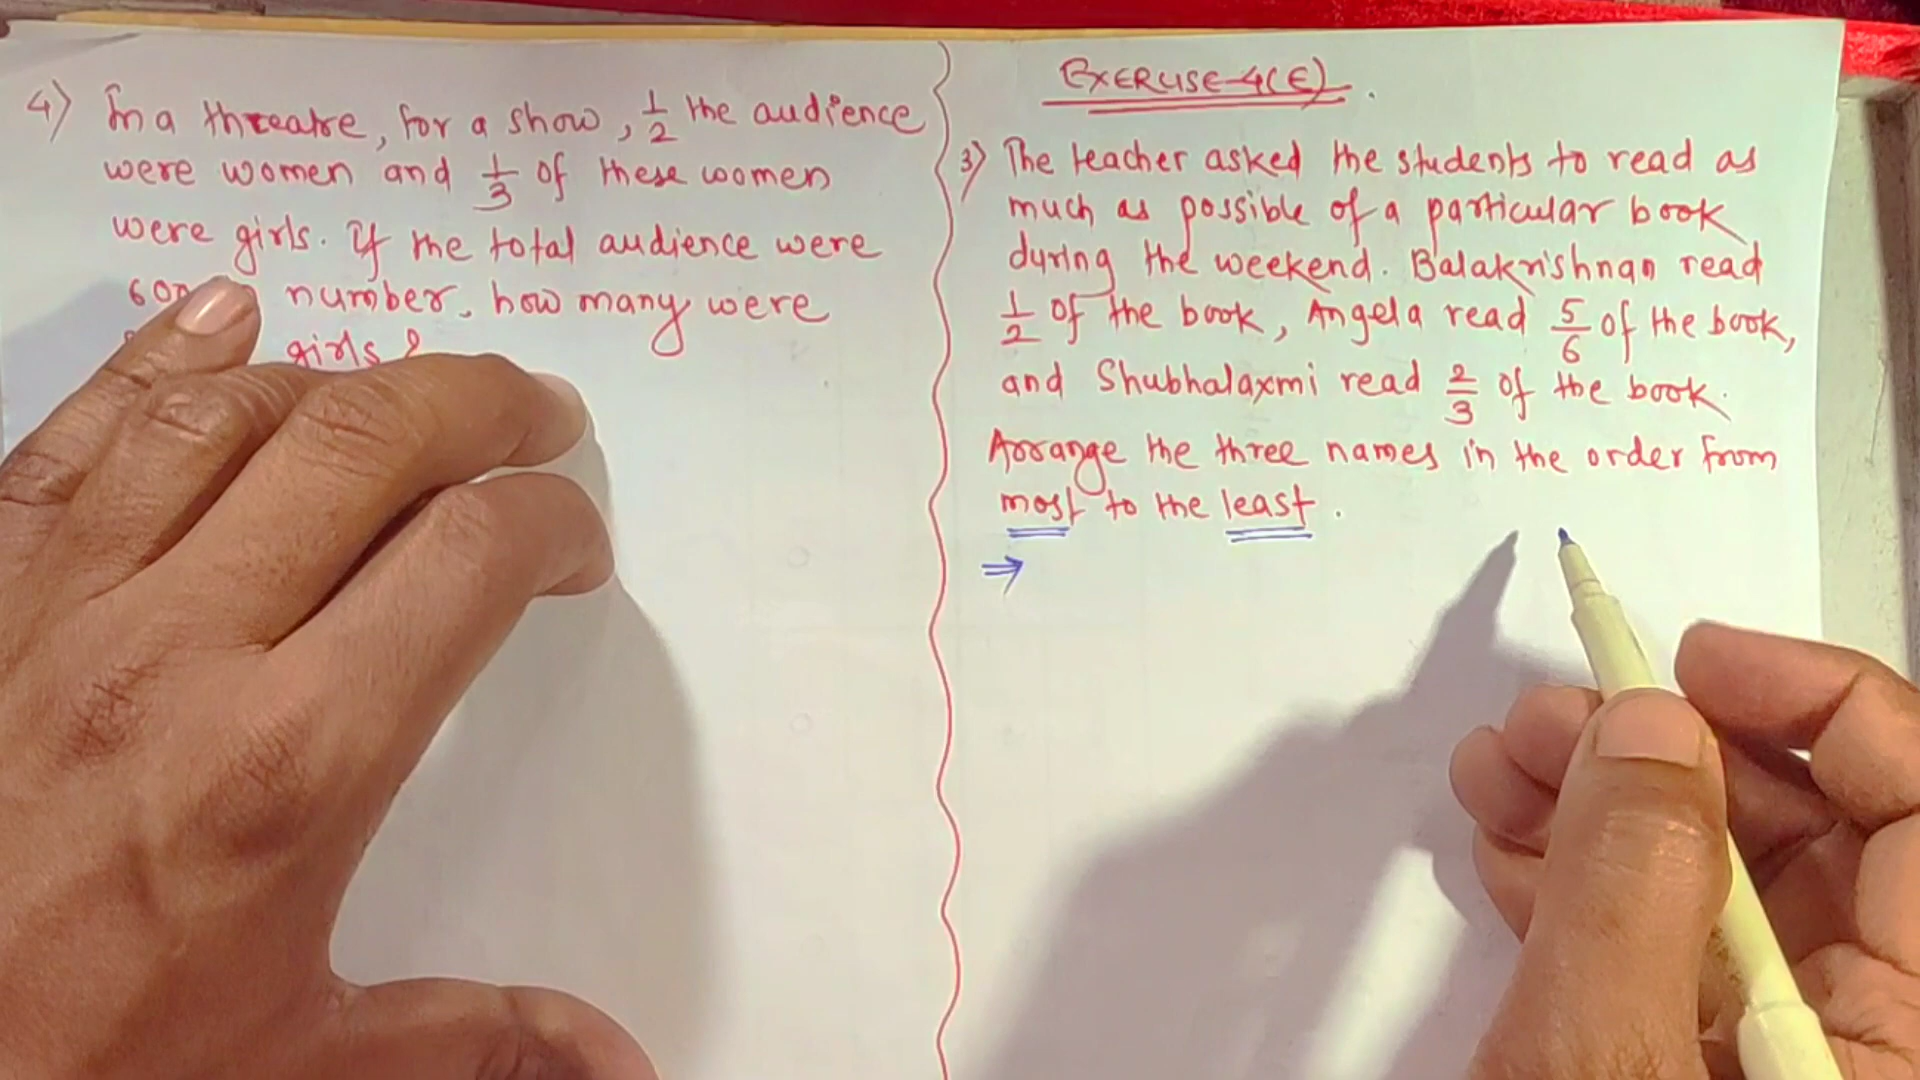 4) In a threatre, for a show, 1/2 the audience
were women and 1/3 of these women
were girls. If the total audience were
number, how many were
girls ?
EXERCISE-4(E).
3) The teacher asked the students to read as
much as possible of a particular book
during the weekend. Balakrishnan read
1/2 of the book, Angela read 5/6 of the book,
and Shubhalaxmi read 2/3 of the book.
Arrange the three names in the order from
most to the least.
⇒